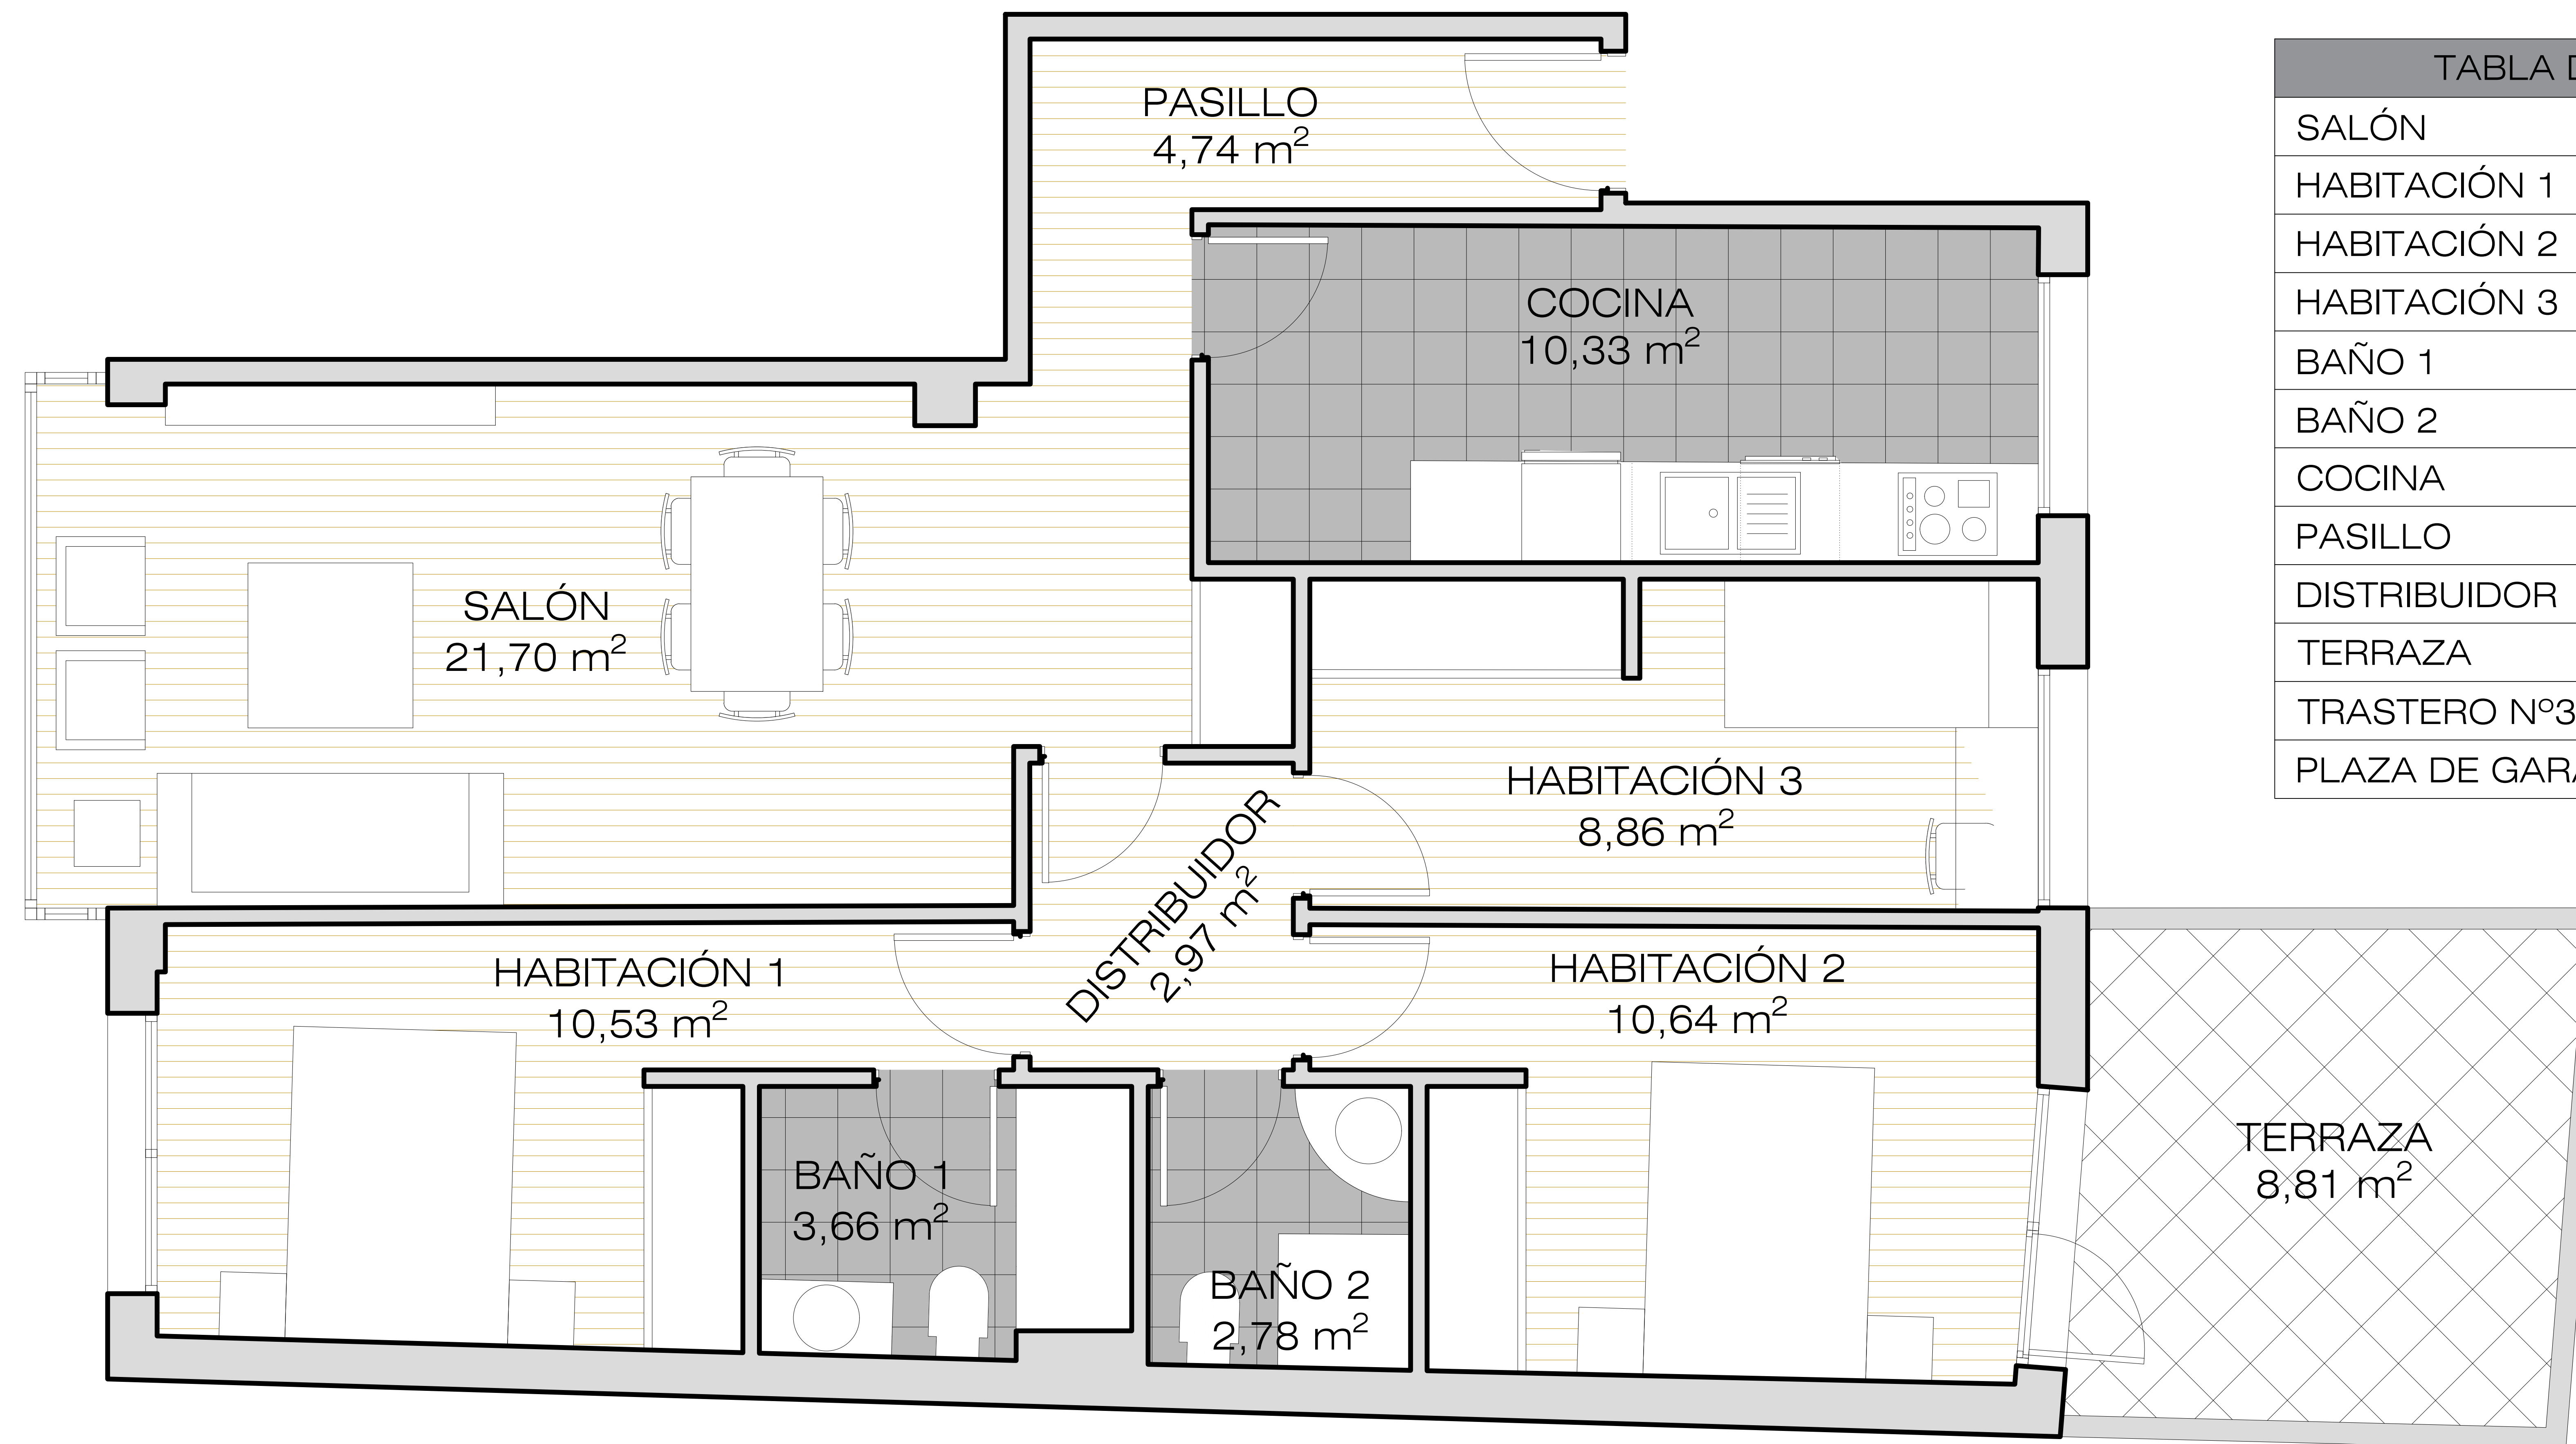 PASILLO
4,74 m²
COCINA
10,33 m²
SALÓN
21,70 m²
HABITACIÓN 3
8,86 m²
DISTRIBUIDOR
2,97 m²
HABITACIÓN 1
10,53 m²
HABITACIÓN 2
10,64 m²
BAÑO 1
3,66 m²
BAÑO 2
2,78 m²
TERRAZA
8,81 m²
TABLA
SALÓN
HABITACIÓN 1
HABITACIÓN 2
HABITACIÓN 3
BAÑO 1
BAÑO 2
COCINA
PASILLO
DISTRIBUIDOR
TERRAZA
TRASTERO Nº3
PLAZA DE